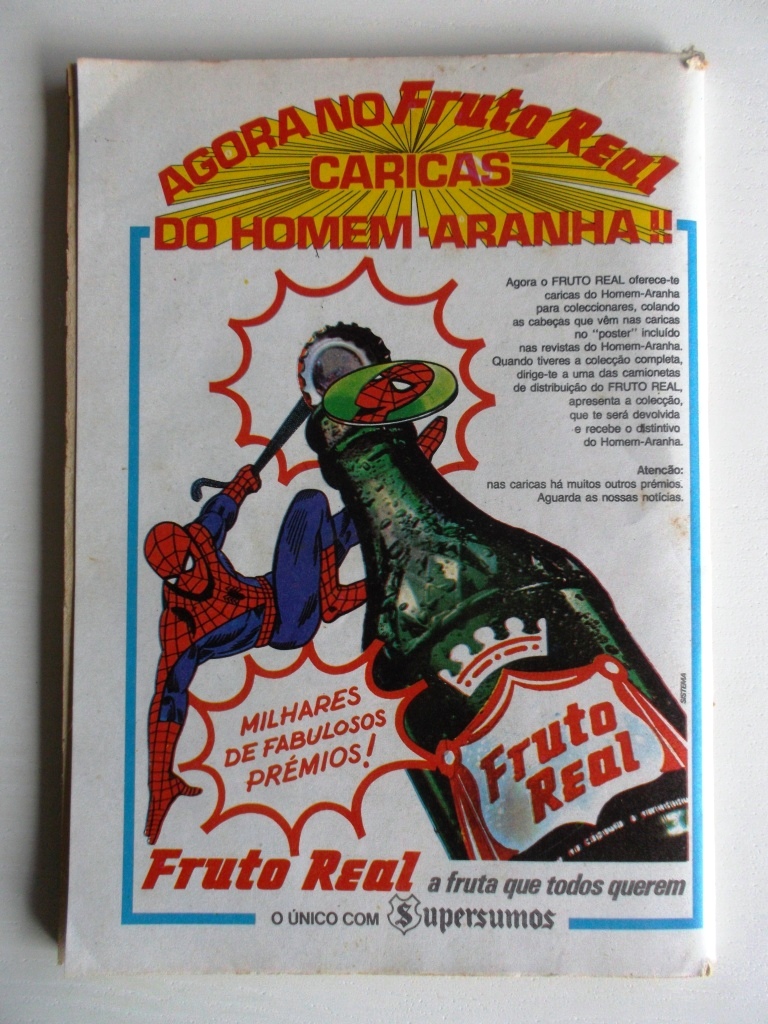 AGORA NO Fruto Real
CARICAS
DO HOMEM-ARANHA!!
Agora o FRUTO REAL oferece-te
caricas do Homem-Aranha
para coleccionares, colando
as cabeças que vêm nas caricas
no "poster" incluído
nas revistas do Homem-Aranha.
Quando tiveres a colecção completa,
dirige-te a uma das camionetas
de distribuição do FRUTO REAL,
apresenta a colecção,
que te será devolvida
e recebe o distintivo
do Homem-Aranha.
Atencão:
nas caricas há muitos outros prémios.
Aguarda as nossas notícias.
SISTEMA
MILHARES
DE FABULOSOS
PRÉMIOS!
Fruto
Real
Fruto Real a fruta que todos querem
O ÚNICO COM Supersumos